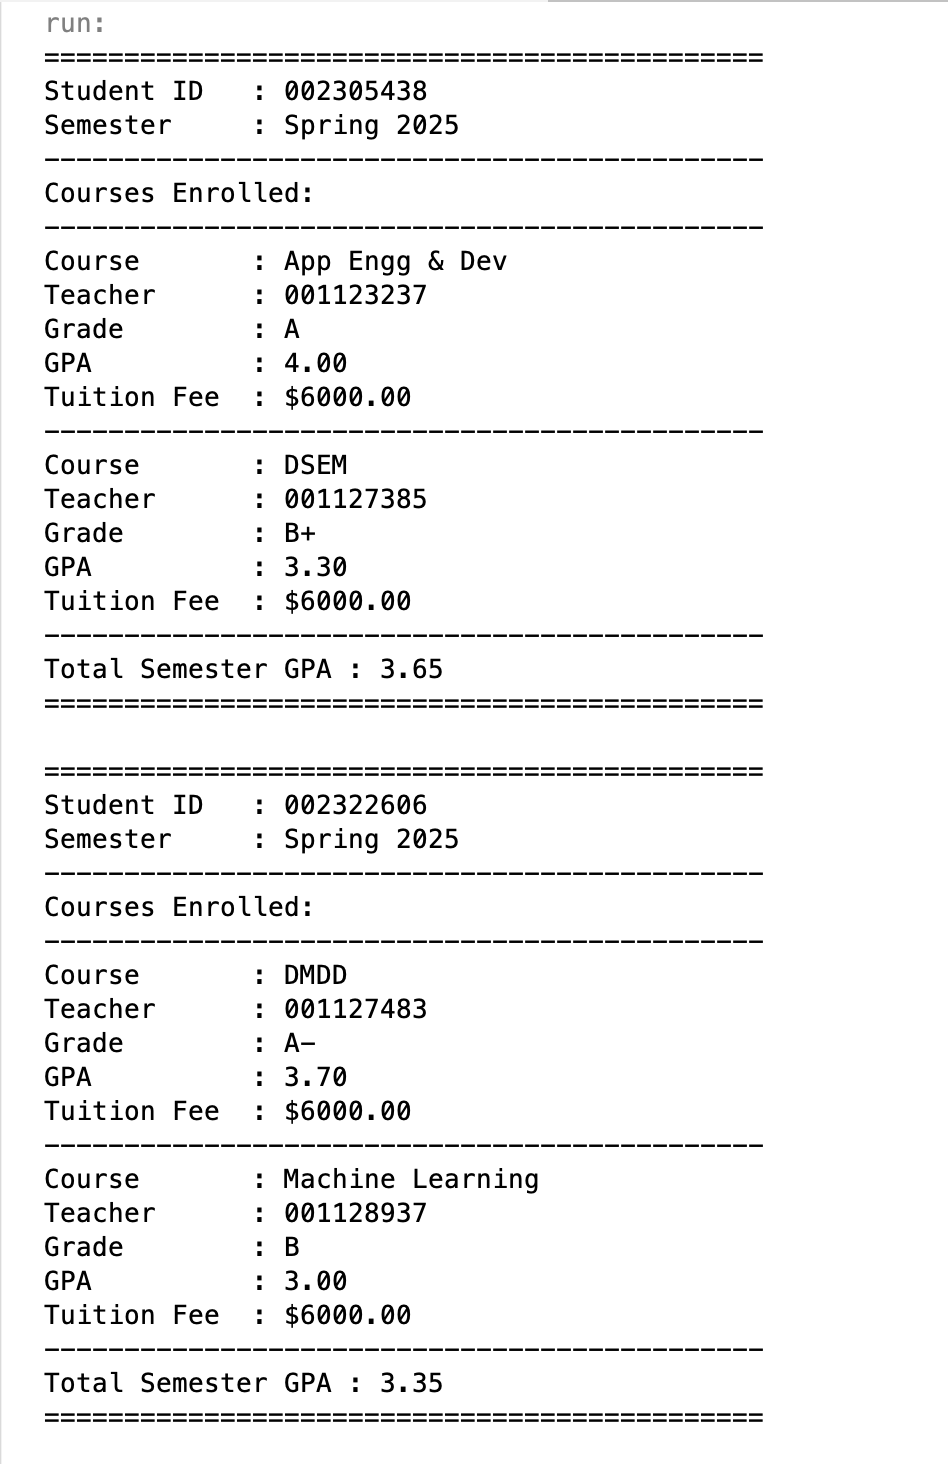 run:
=============================================
Student ID   : 002305438
Semester     : Spring 2025
---------------------------------------------
Courses Enrolled:
---------------------------------------------
Course       : App Engg & Dev
Teacher      : 001123237
Grade        : A
GPA          : 4.00
Tuition Fee  : $6000.00
---------------------------------------------
Course       : DSEM
Teacher      : 001127385
Grade        : B+
GPA          : 3.30
Tuition Fee  : $6000.00
---------------------------------------------
Total Semester GPA : 3.65
=============================================

=============================================
Student ID   : 002322606
Semester     : Spring 2025
---------------------------------------------
Courses Enrolled:
---------------------------------------------
Course       : DMDD
Teacher      : 001127483
Grade        : A-
GPA          : 3.70
Tuition Fee  : $6000.00
---------------------------------------------
Course       : Machine Learning
Teacher      : 001128937
Grade        : B
GPA          : 3.00
Tuition Fee  : $6000.00
---------------------------------------------
Total Semester GPA : 3.35
=============================================